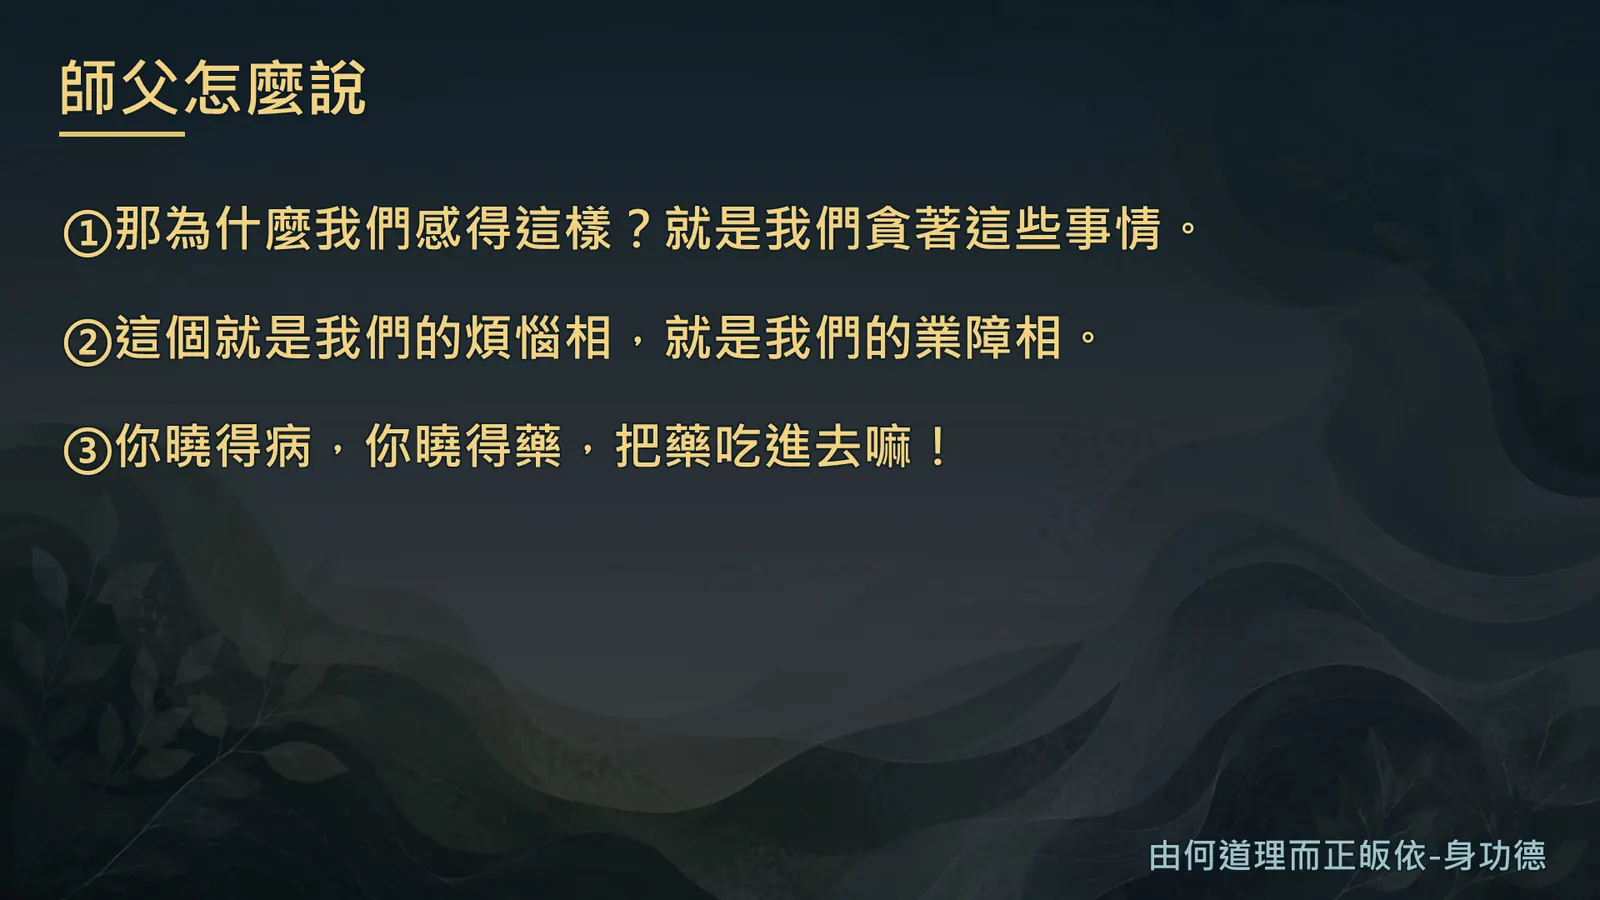 師父怎麼說
①那為什麼我們感得這樣？就是我們貪著這些事情。
②這個就是我們的煩惱相，就是我們的業障相。
③你曉得病，你曉得藥，把藥吃進去嘛！
由何道理而正皈依-身功德